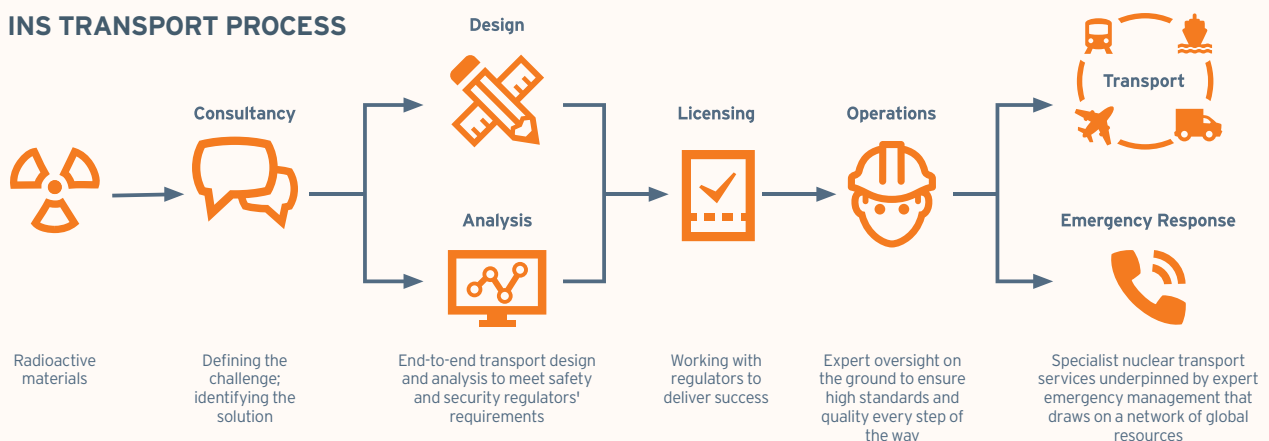 INS TRANSPORT PROCESS
Design
Transport
Consultancy
Licensing
Operations
Analysis
Emergency Response
Radioactive
materials
Defining the
challenge;
identifying the
solution
End-to-end transport design
and analysis to meet safety
and security regulators'
requirements
Working with
regulators to
deliver success
Expert oversight on
the ground to ensure
high standards and
quality every step of
the way
Specialist nuclear transport
services underpinned by expert
emergency management that
draws on a network of global
resources